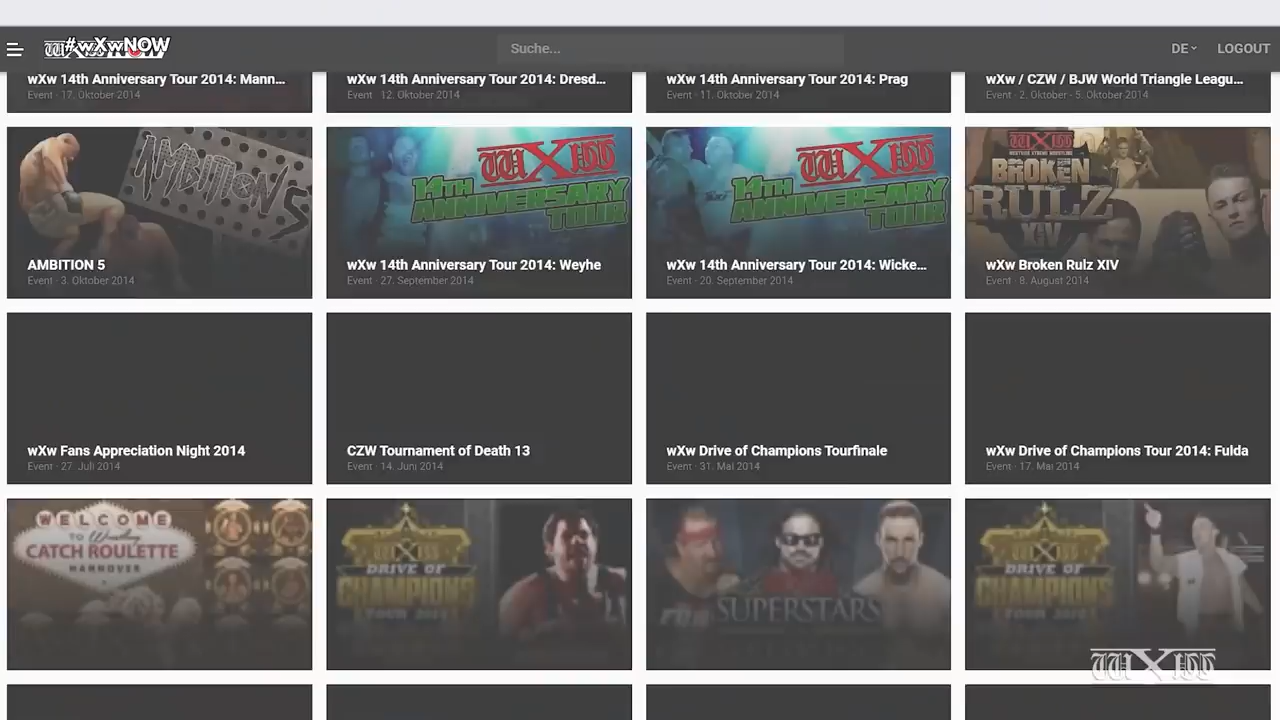 #wXwNOW
Suche...
DE
LOGOUT
wXw 14th Anniversary Tour 2014: Mann...
Event · 17. Oktober 2014
wXw 14th Anniversary Tour 2014: Dresd...
Event · 12. Oktober 2014
wXw 14th Anniversary Tour 2014: Prag
Event · 11. Oktober 2014
wXw / CZW / BJW World Triangle Leagu...
Event · 2. Oktober - 5. Oktober 2014
AMBITION 5
AMBITION 5
Event · 3. Oktober 2014
wXw
14TH
ANNIVERSARY
TOUR
wXw 14th Anniversary Tour 2014: Weyhe
Event · 27. September 2014
wXw
14TH
ANNIVERSARY
TOUR
wXw 14th Anniversary Tour 2014: Wicke...
Event · 20. September 2014
wXw
BROKEN
RULZ
XIV
wXw Broken Rulz XIV
Event · 8. August 2014
wXw Fans Appreciation Night 2014
Event · 27. Juli 2014
CZW Tournament of Death 13
Event · 14. Juni 2014
wXw Drive of Champions Tourfinale
Event · 31. Mai 2014
wXw Drive of Champions Tour 2014: Fulda
Event · 17. Mai 2014
WELCOME
TO Wrestling
CATCH ROULETTE
HANNOVER
DRIVE OF
CHAMPIONS
SUPERSTARS
DRIVE OF
CHAMPIONS
wXw